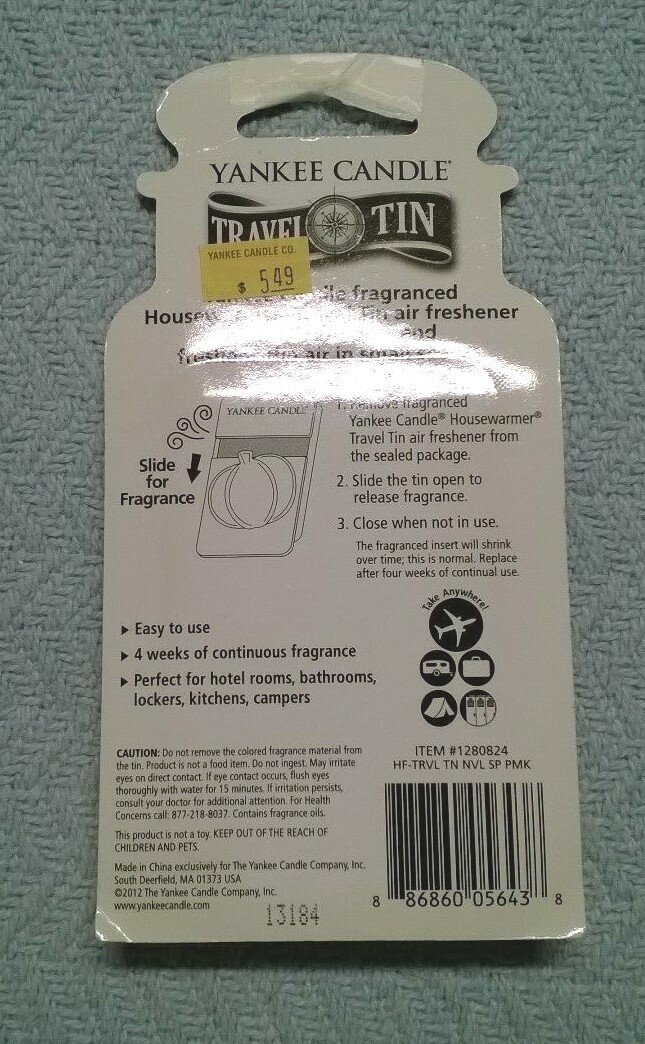 YANKEE CANDLE®
TRAVEL TIN
YANKEE CANDLE CO.
$ 5.49
fragranced
Tin air freshener
and
air in small
YANKEE CANDLE
Slide
for
Fragrance
1. Remove fragranced
Yankee Candle® Housewarmer®
Travel Tin air freshener from
the sealed package.
2. Slide the tin open to
release fragrance.
3. Close when not in use.
The fragranced insert will shrink
over time; this is normal. Replace
after four weeks of continual use.
Take Anywhere!
▶ Easy to use
▶ 4 weeks of continuous fragrance
▶ Perfect for hotel rooms, bathrooms,
lockers, kitchens, campers
CAUTION: Do not remove the colored fragrance material from
the tin. Product is not a food item. Do not ingest. May irritate
eyes on direct contact. If eye contact occurs, flush eyes
thoroughly with water for 15 minutes. If irritation persists,
consult your doctor for additional attention. For Health
Concerns call: 877-218-8037. Contains fragrance oils.
This product is not a toy. KEEP OUT OF THE REACH OF
CHILDREN AND PETS.
Made in China exclusively for The Yankee Candle Company, Inc.
South Deerfield, MA 01373 USA
©2012 The Yankee Candle Company, Inc.
www.yankeecandle.com
13184
ITEM #1280824
HF-TRVL TN NVL SP PMK
8 86860 05643 8